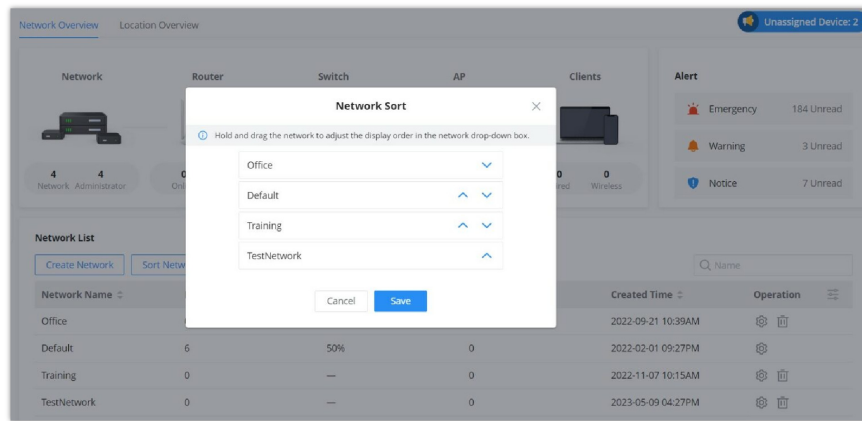 Network Overview Location Overview Unassigned Device: 2
Network Router Switch AP Clients Alert
Network Sort
Hold and drag the network to adjust the display order in the network drop-down box.
Emergency 184 Unread
Office
Warning 3 Unread
4 4 0 0
Network Administrator Wireless
Default
Notice 7 Unread
Training
TestNetwork
Network List
Create Network Name
Cancel Save
Network Name Created Time Operation
Office 2022-09-21 10:39AM
Default 6 50% 0 2022-02-01 09:27PM
Training 0 — 0 2022-11-07 10:15AM
TestNetwork 0 — 0 2023-05-09 04:27PM